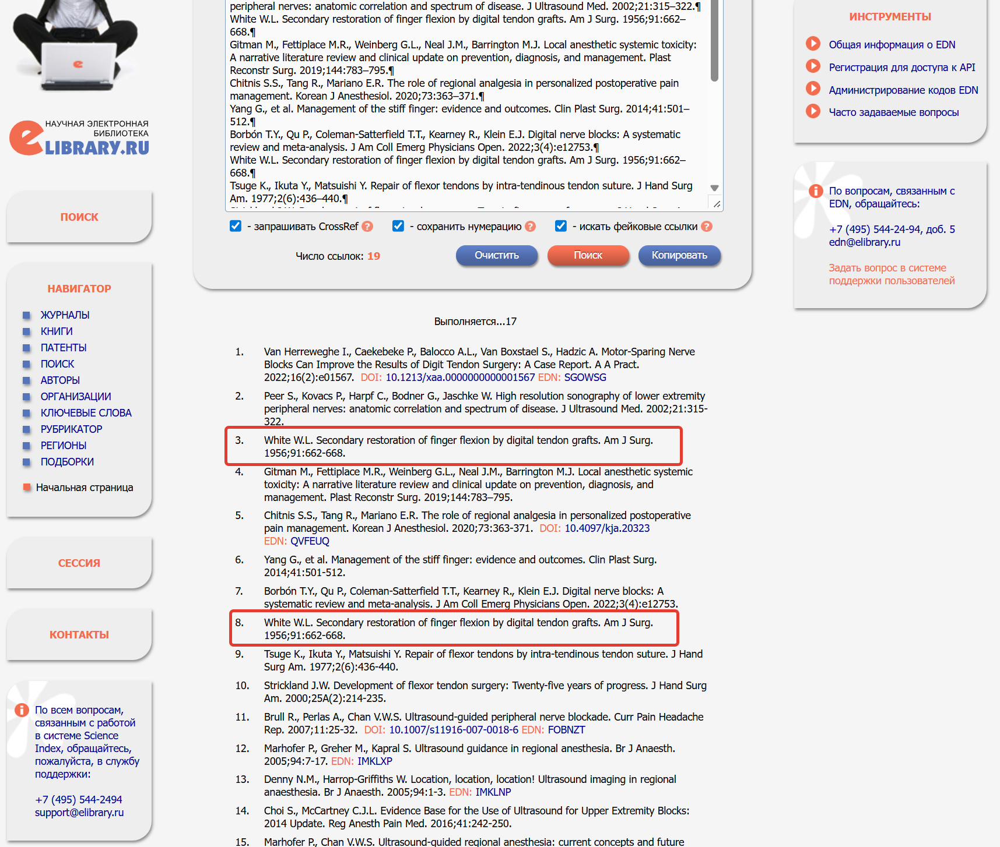 НАУЧНАЯ ЭЛЕКТРОННАЯ
БИБЛИОТЕКА
eLIBRARY.RU
ПОИСК
НАВИГАТОР
ЖУРНАЛЫ
КНИГИ
ПАТЕНТЫ
ПОИСК
АВТОРЫ
ОРГАНИЗАЦИИ
КЛЮЧЕВЫЕ СЛОВА
РУБРИКАТОР
РЕГИОНЫ
ПОДБОРКИ
Начальная страница
СЕССИЯ
КОНТАКТЫ
По всем вопросам,
связанным с работой
в системе Science
Index, обращайтесь,
пожалуйста, в службу
поддержки:
+7 (495) 544-2494
support@elibrary.ru
peripheral nerves: anatomic correlation and spectrum of disease. J Ultrasound Med. 2002;21:315–322.¶
White W.L. Secondary restoration of finger flexion by digital tendon grafts. Am J Surg. 1956;91:662–
668.¶
Gitman M., Fettiplace M.R., Weinberg G.L., Neal J.M., Barrington M.J. Local anesthetic systemic toxicity:
A narrative literature review and clinical update on prevention, diagnosis, and management. Plast
Reconstr Surg. 2019;144:783–795.¶
Chitnis S.S., Tang R., Mariano E.R. The role of regional analgesia in personalized postoperative pain
management. Korean J Anesthesiol. 2020;73:363–371.¶
Yang G., et al. Management of the stiff finger: evidence and outcomes. Clin Plast Surg. 2014;41:501–
512.¶
Borbón T.Y., Qu P., Coleman-Satterfield T.T., Kearney R., Klein E.J. Digital nerve blocks: A systematic
review and meta-analysis. J Am Coll Emerg Physicians Open. 2022;3(4):e12753.¶
White W.L. Secondary restoration of finger flexion by digital tendon grafts. Am J Surg. 1956;91:662–
668.¶
Tsuge K., Ikuta Y., Matsuishi Y. Repair of flexor tendons by intra-tendinous tendon suture. J Hand Surg
Am. 1977;2(6):436–440.¶
- запрашивать CrossRef ?
- сохранить нумерацию ?
- искать фейковые ссылки ?
Число ссылок: 19
Очистить
Поиск
Копировать
Выполняется...17
1. Van Herreweghe I., Caekebeke P., Balocco A.L., Van Boxstael S., Hadzic A. Motor-Sparing Nerve
Blocks Can Improve the Results of Digit Tendon Surgery: A Case Report. A A Pract.
2022;16(2):e01567. DOI: 10.1213/xaa.0000000000001567 EDN: SGOWSG
2. Peer S., Kovacs P., Harpf C., Bodner G., Jaschke W. High resolution sonography of lower extremity
peripheral nerves: anatomic correlation and spectrum of disease. J Ultrasound Med. 2002;21:315-
322.
3. White W.L. Secondary restoration of finger flexion by digital tendon grafts. Am J Surg.
1956;91:662-668.
4. Gitman M., Fettiplace M.R., Weinberg G.L., Neal J.M., Barrington M.J. Local anesthetic systemic
toxicity: A narrative literature review and clinical update on prevention, diagnosis, and
management. Plast Reconstr Surg. 2019;144:783–795.
5. Chitnis S.S., Tang R., Mariano E.R. The role of regional analgesia in personalized postoperative
pain management. Korean J Anesthesiol. 2020;73:363-371. DOI: 10.4097/kja.20323
EDN: QVFEUQ
6. Yang G., et al. Management of the stiff finger: evidence and outcomes. Clin Plast Surg.
2014;41:501-512.
7. Borbón T.Y., Qu P., Coleman-Satterfield T.T., Kearney R., Klein E.J. Digital nerve blocks: A
systematic review and meta-analysis. J Am Coll Emerg Physicians Open. 2022;3(4):e12753.
8. White W.L. Secondary restoration of finger flexion by digital tendon grafts. Am J Surg.
1956;91:662-668.
9. Tsuge K., Ikuta Y., Matsuishi Y. Repair of flexor tendons by intra-tendinous tendon suture. J Hand
Surg Am. 1977;2(6):436-440.
10. Strickland J.W. Development of flexor tendon surgery: Twenty-five years of progress. J Hand Surg
Am. 2000;25A(2):214-235.
11. Brull R., Perlas A., Chan V.W.S. Ultrasound-guided peripheral nerve blockade. Curr Pain Headache
Rep. 2007;11:25-32. DOI: 10.1007/s11916-007-0018-6 EDN: FOBNZT
12. Marhofer P., Greher M., Kapral S. Ultrasound guidance in regional anesthesia. Br J Anaesth.
2005;94:7-17. EDN: IMKLXP
13. Denny N.M., Harrop-Griffiths W. Location, location, location! Ultrasound imaging in regional
anaesthesia. Br J Anaesth. 2005;94:1-3. EDN: IMKLNP
14. Choi S., McCartney C.J.L. Evidence Base for the Use of Ultrasound for Upper Extremity Blocks:
2014 Update. Reg Anesth Pain Med. 2016;41:242-250.
15. Marhofer P., Chan V.W.S. Ultrasound-guided regional anesthesia: current concepts and future
ИНСТРУМЕНТЫ
Общая информация о EDN
Регистрация для доступа к API
Администрирование кодов EDN
Часто задаваемые вопросы
По вопросам, связанным с
EDN, обращайтесь:
+7 (495) 544-24-94, доб. 5
edn@elibrary.ru
Задать вопрос в системе
поддержки пользователей